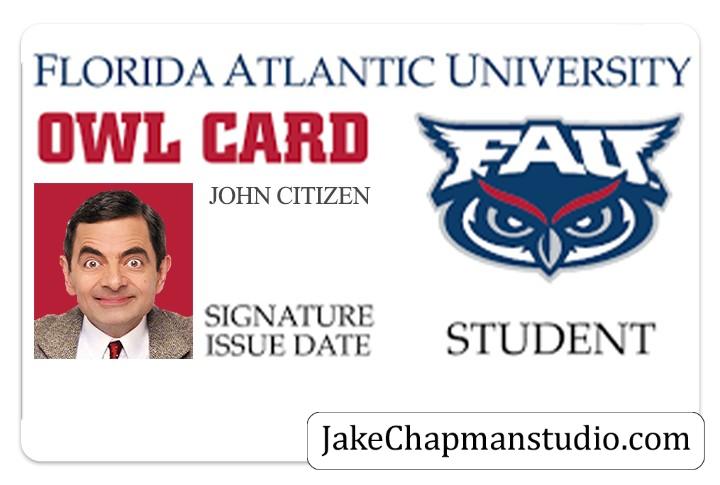 FLORIDA ATLANTIC UNIVERSITY
OWL CARD
FAU
JOHN CITIZEN
SIGNATURE
ISSUE DATE
STUDENT
JakeChapmanstudio.com